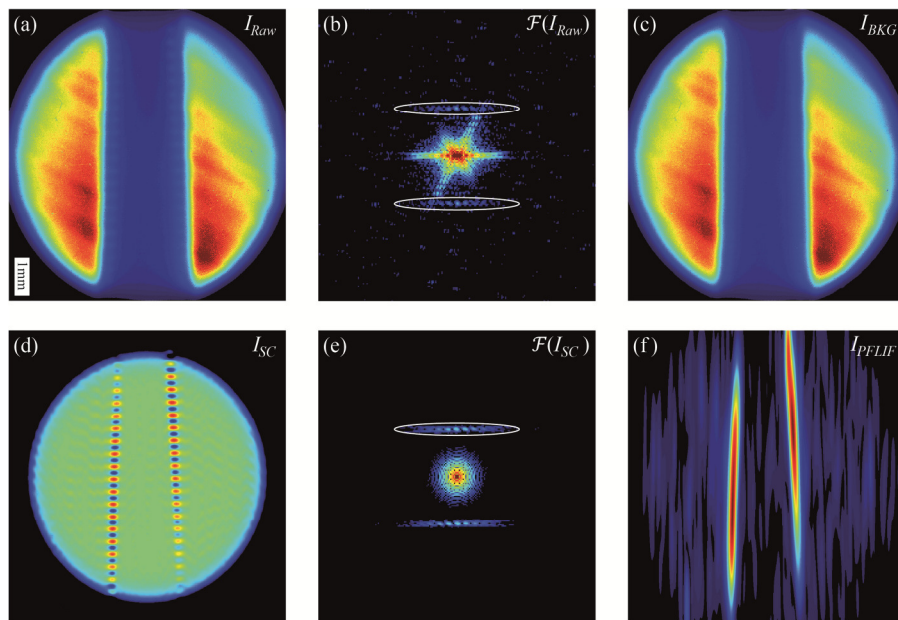 (a) I_Raw
(b) ℱ(I_Raw)
(c) I_BKG
1mm
(d) I_SC
(e) ℱ(I_SC)
(f) I_PFLIF